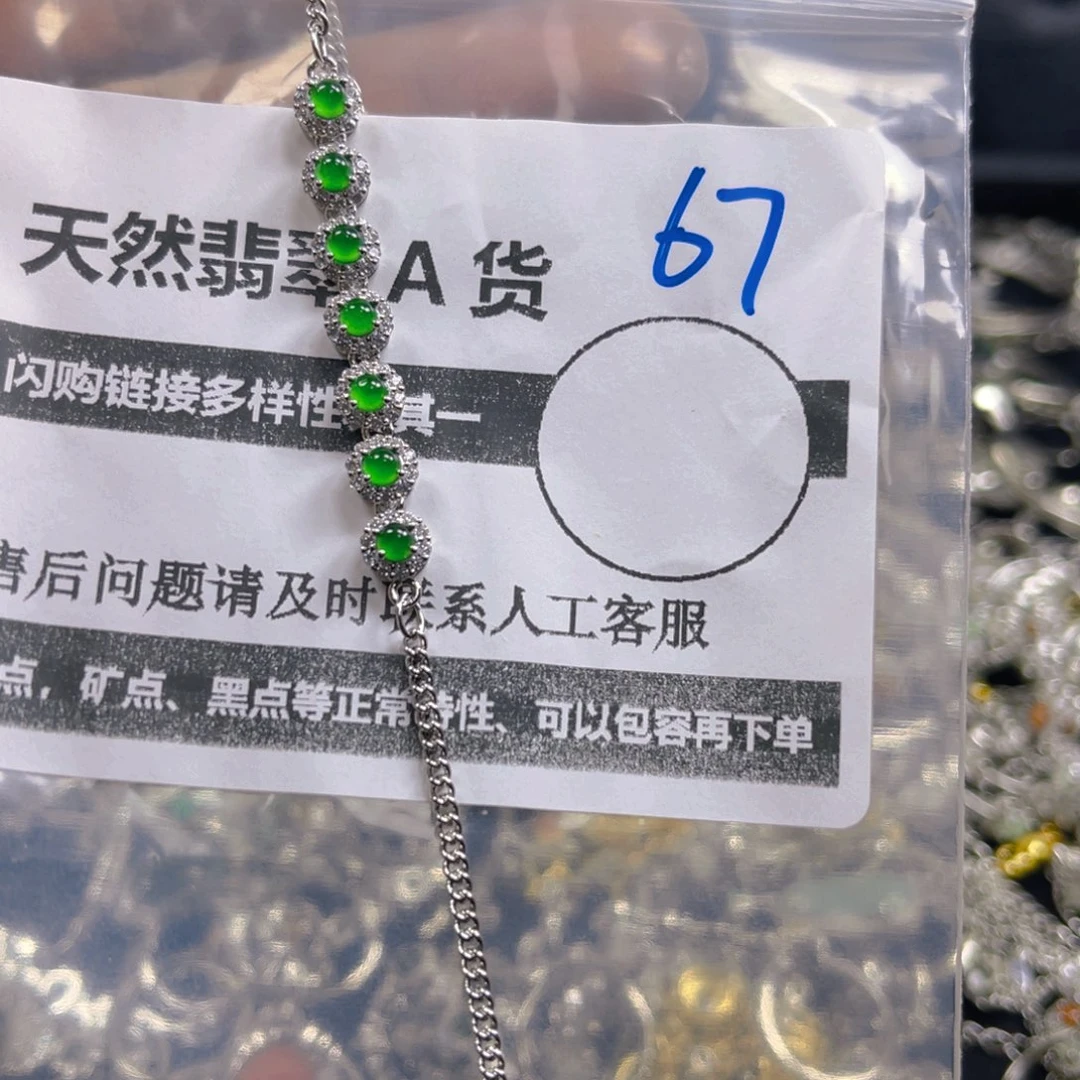 天然翡翠A货
67
闪购链接多样性 其一
售后问题请及时联系人工客服
点，矿点、黑点等正常特性、可以包容再下单